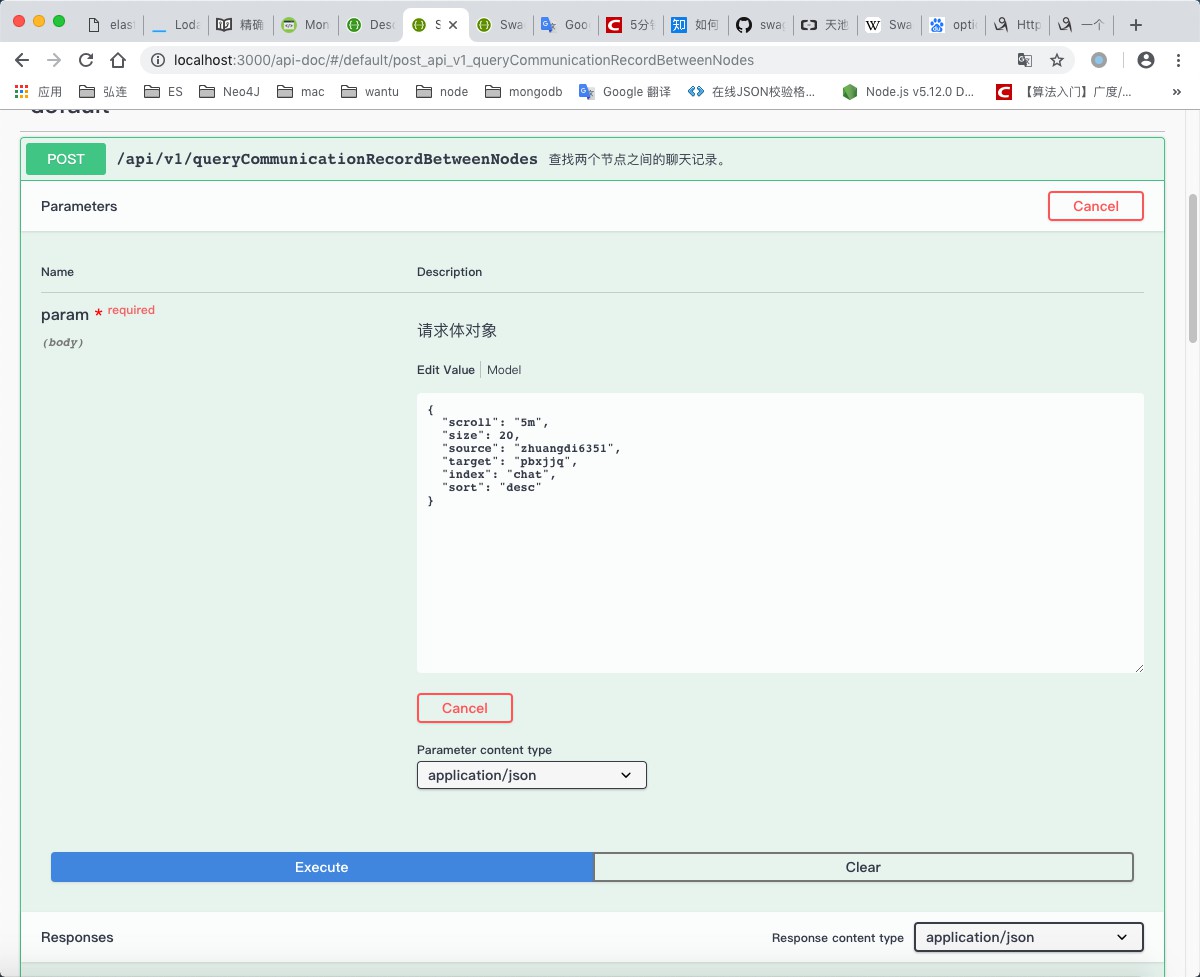 elas
Loda
精确
Mon
Desc
S
Swa
Goo
5分钟
如何
swag
天池
Swa
optic
Http
一个
localhost:3000/api-doc/#/default/post_api_v1_queryCommunicationRecordBetweenNodes
应用
弘连
ES
Neo4J
mac
wantu
node
mongodb
Google 翻译
在线JSON校验格...
Node.js v5.12.0 D...
【算法入门】广度/...
»
default
POST /api/v1/queryCommunicationRecordBetweenNodes 查找两个节点之间的聊天记录。
Parameters
Cancel
Name
Description
param * required
(body)
请求体对象
Edit Value | Model
{
"scroll": "5m",
"size": 20,
"source": "zhuangdi6351",
"target": "pbxjjq",
"index": "chat",
"sort": "desc"
}
Cancel
Parameter content type
application/json
Execute
Clear
Responses
Response content type
application/json